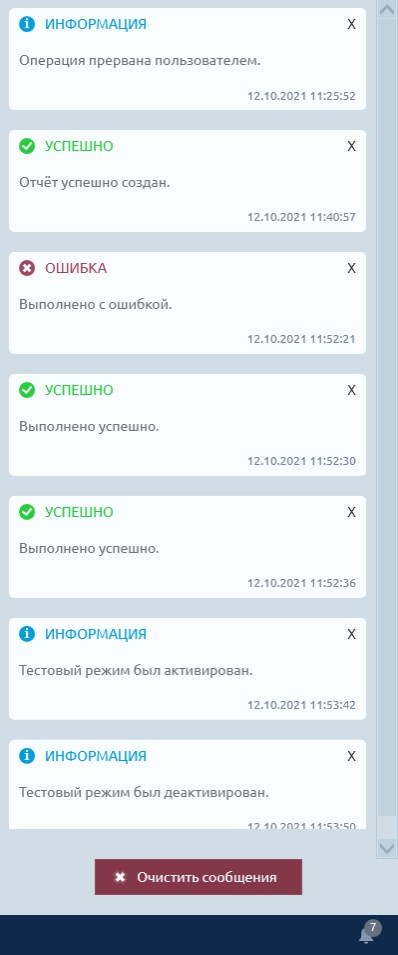 ИНФОРМАЦИЯ X
Операция прервана пользователем.
12.10.2021 11:25:52
УСПЕШНО X
Отчёт успешно создан.
12.10.2021 11:40:57
ОШИБКА X
Выполнено с ошибкой.
12.10.2021 11:52:21
УСПЕШНО X
Выполнено успешно.
12.10.2021 11:52:30
УСПЕШНО X
Выполнено успешно.
12.10.2021 11:52:36
ИНФОРМАЦИЯ X
Тестовый режим был активирован.
12.10.2021 11:53:42
ИНФОРМАЦИЯ X
Тестовый режим был деактивирован.
12.10.2021 11:53:50
Очистить сообщения
7